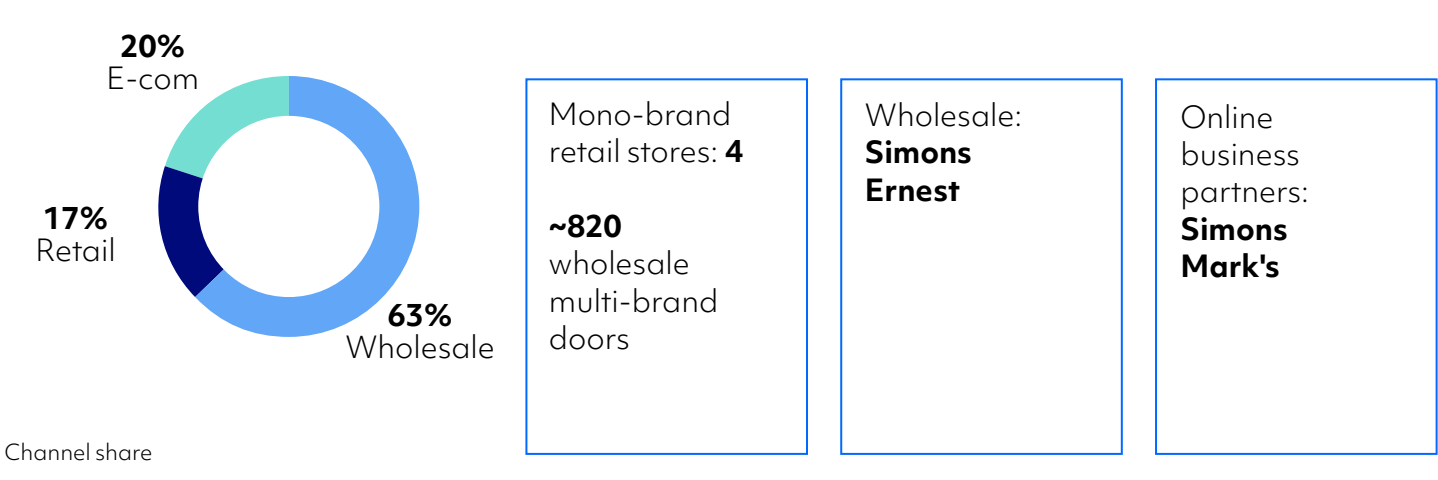 20%
E-com
17%
Retail
63%
Wholesale
Channel share
Mono-brand
retail stores: 4
~820
wholesale
multi-brand
doors
Wholesale:
Simons
Ernest
Online
business
partners:
Simons
Mark's